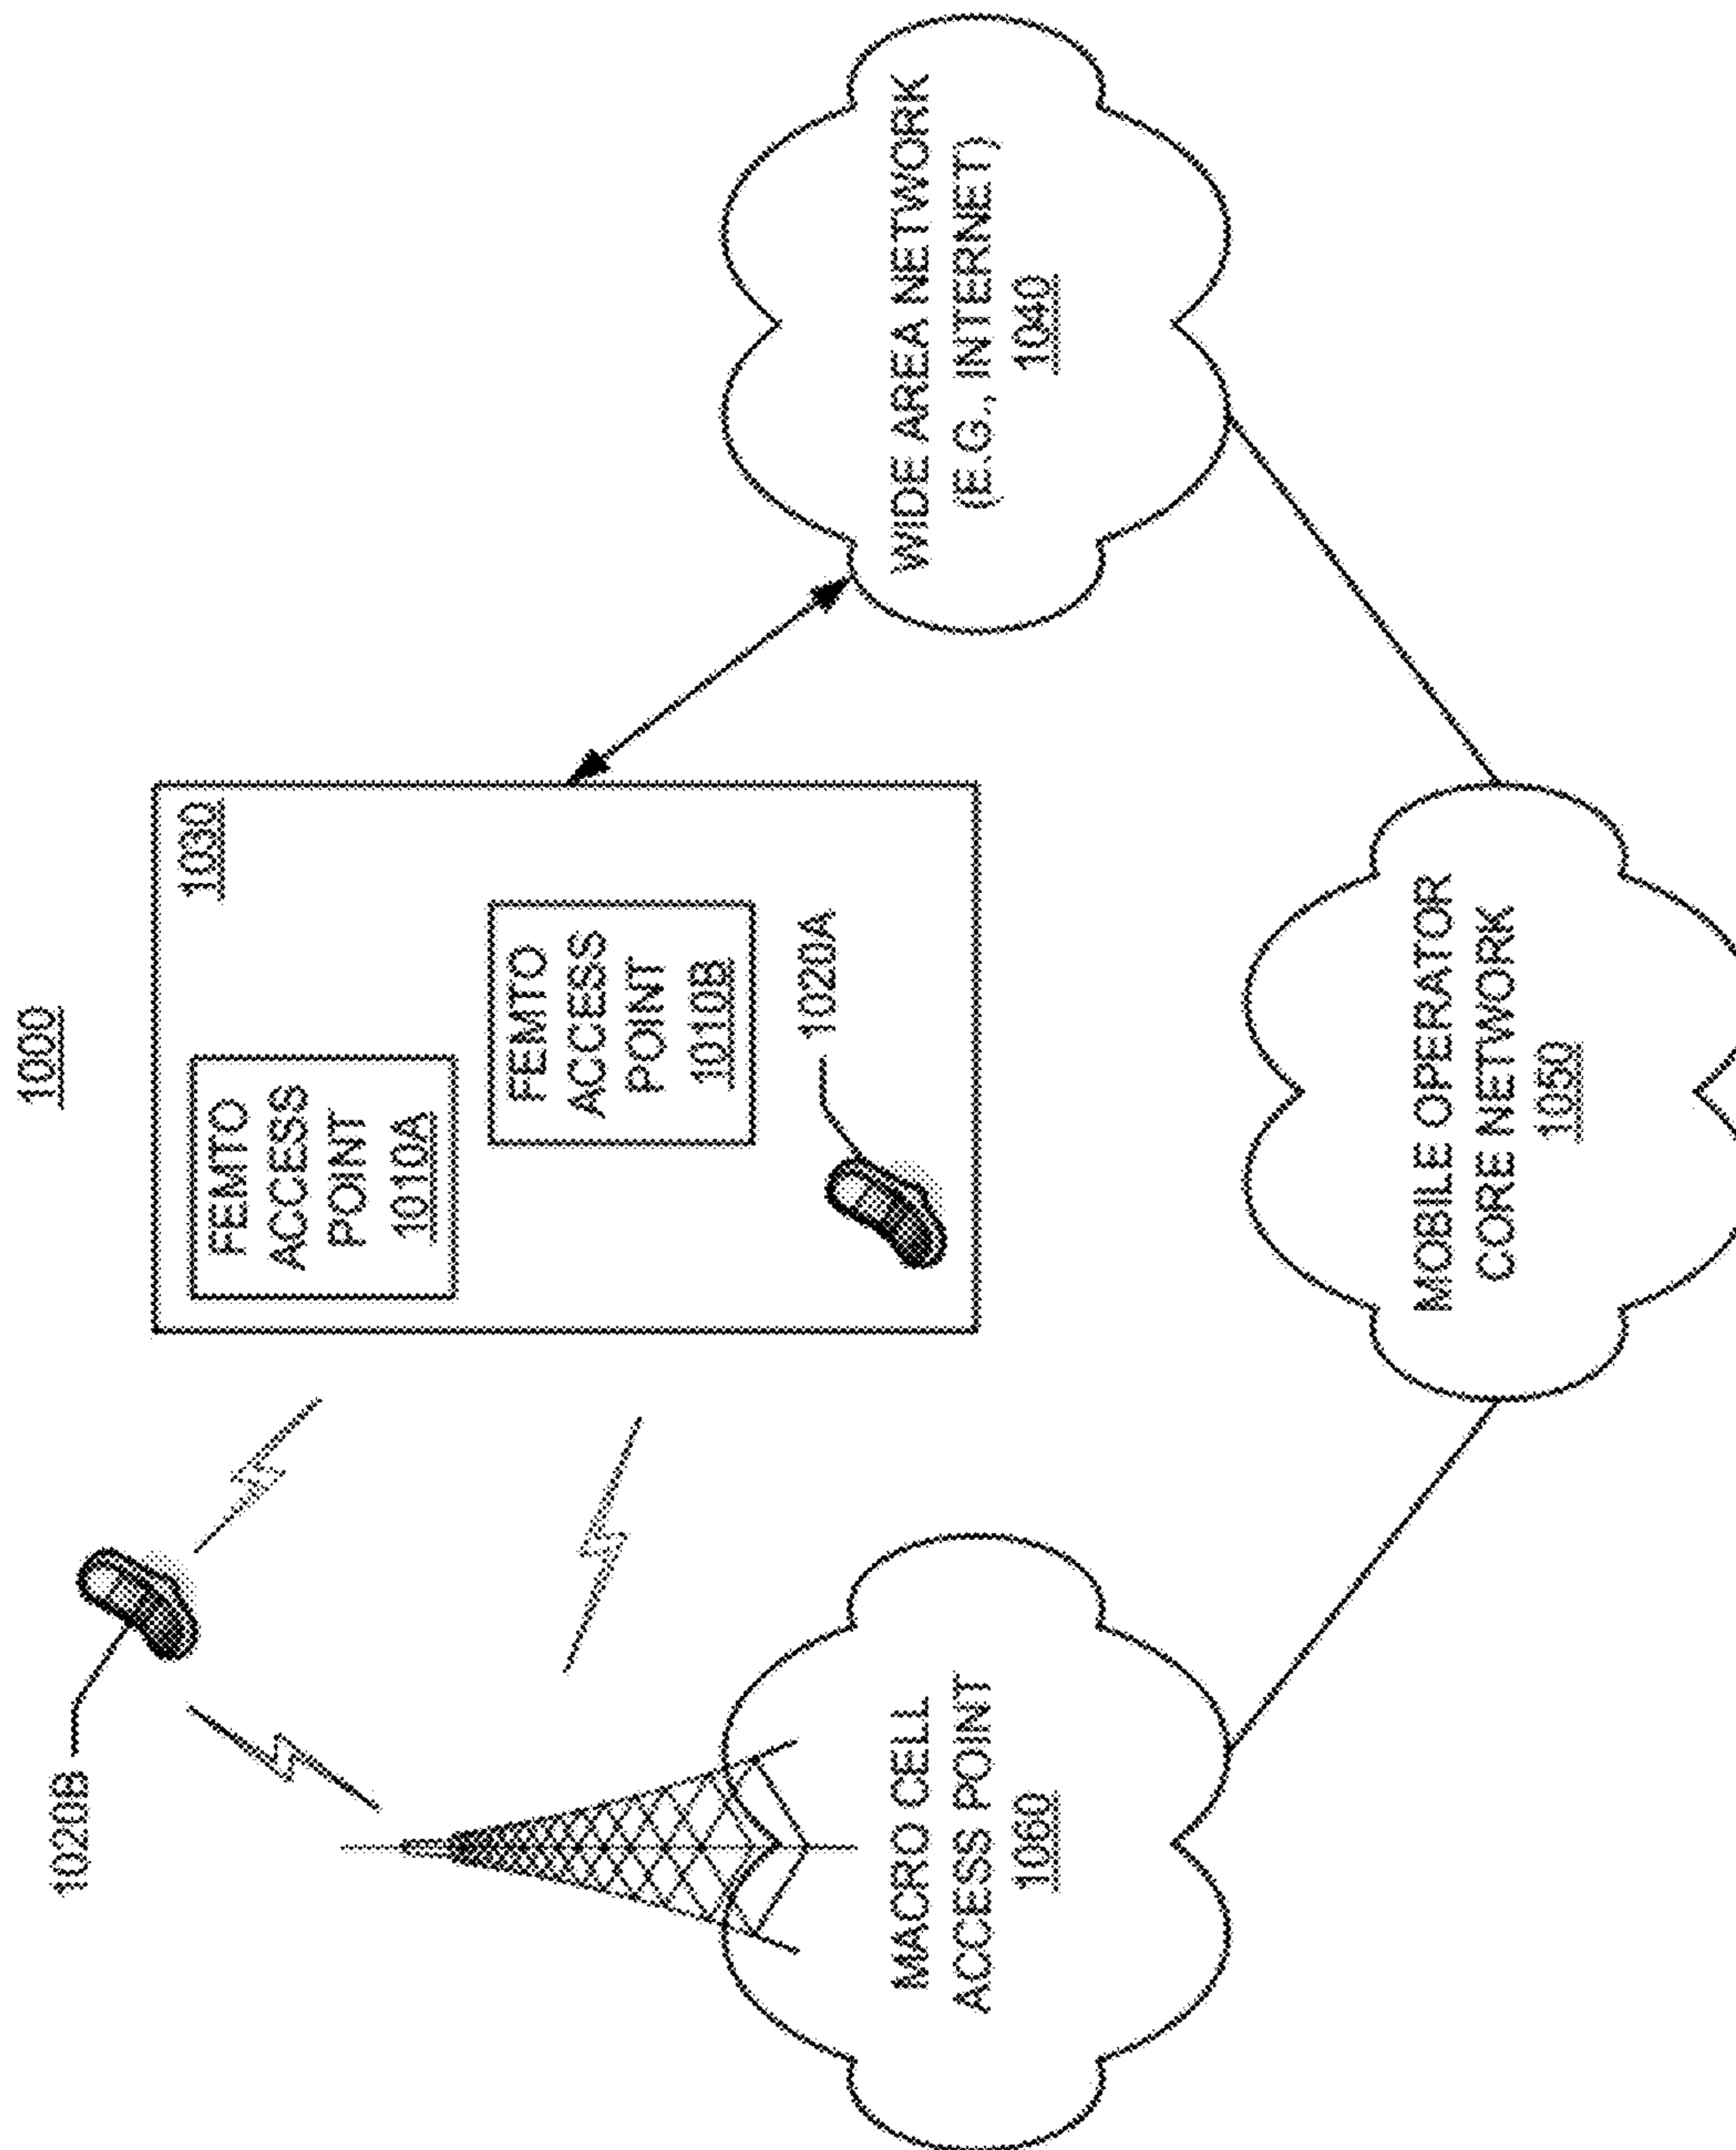 1000
1020B
1030
FEMTO
ACCESS
POINT
1010A
FEMTO
ACCESS
POINT
1010B
1020A
MACRO CELL
ACCESS POINT
1060
WIDE AREA NETWORK
(E.G., INTERNET)
1040
MOBILE OPERATOR
CORE NETWORK
1050